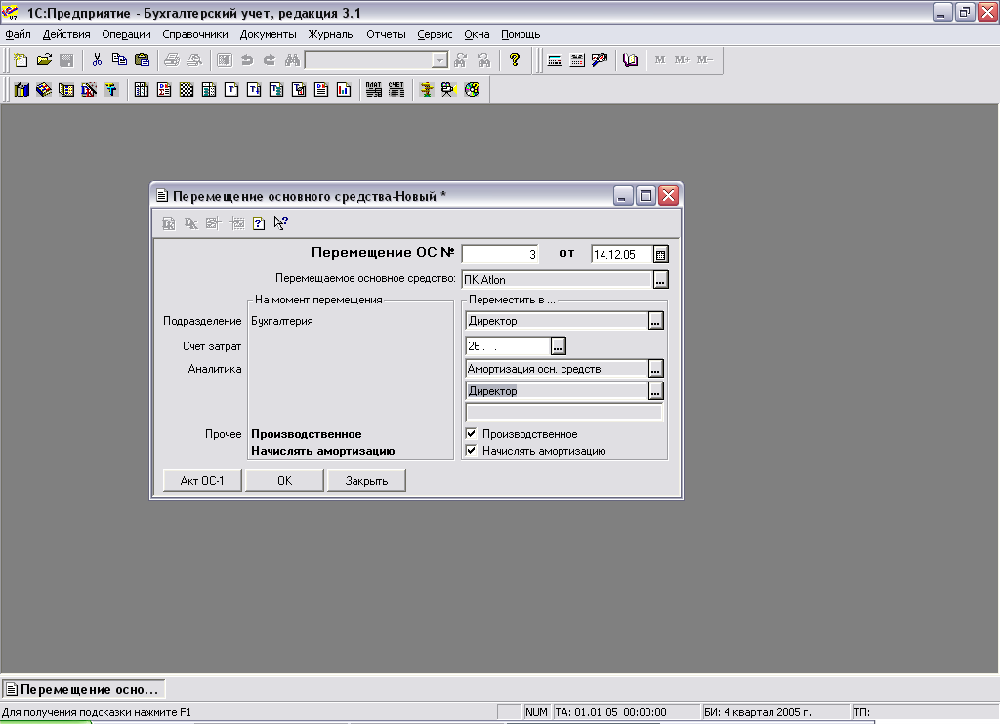 1С:Предприятие - Бухгалтерский учет, редакция 3.1
Файл Действия Операции Справочники Документы Журналы Отчеты Сервис Окна Помощь
M M+ M-
ПЛАТ СЧЕТ
Перемещение основного средства-Новый *
Перемещение ОС № 3 от 14.12.05
Перемещаемое основное средство: ПК Atlon ...
На момент перемещения Переместить в ...
Подразделение Бухгалтерия Директор ...
Счет затрат 26 . . ...
Аналитика Амортизация осн. средств ...
Директор ...
Прочее Производственное Производственное
Начислять амортизацию Начислять амортизацию
Акт ОС-1 OK Закрыть
Перемещение осно...
Для получения подсказки нажмите F1 NUM ТА: 01.01.05 00:00:00 БИ: 4 квартал 2005 г. ТП: